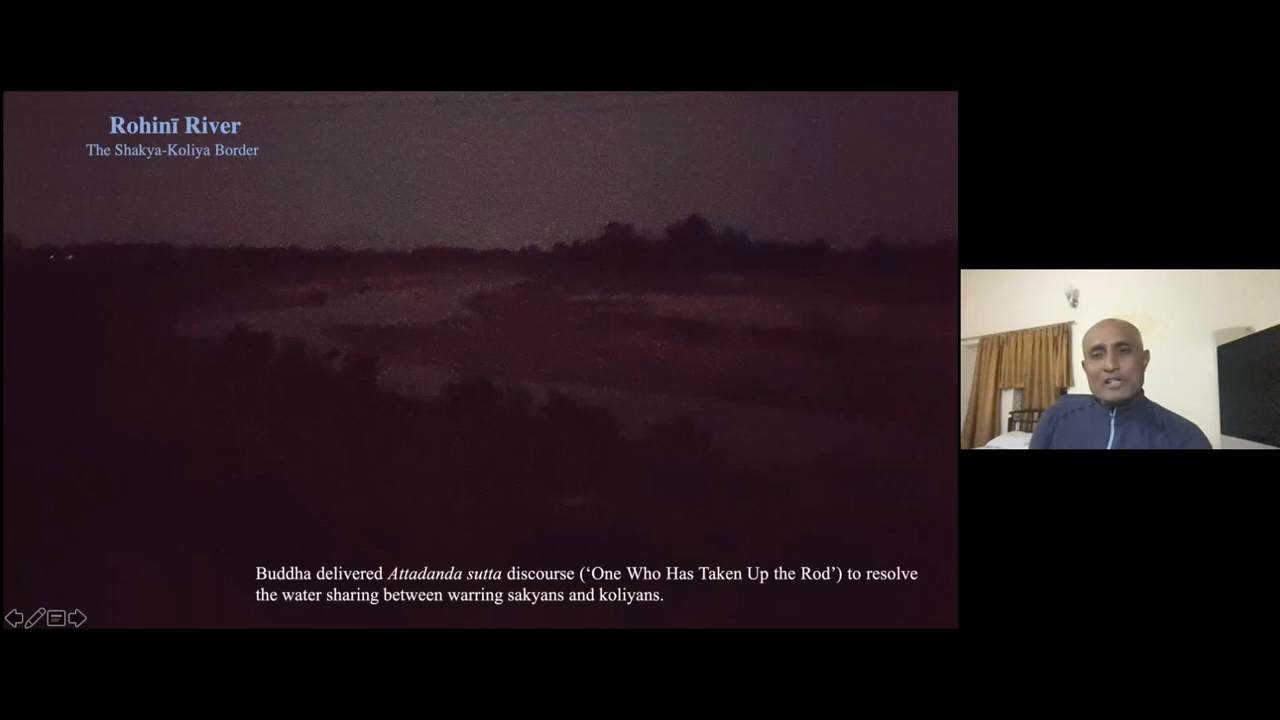 Rohinī River
The Shakya-Koliya Border
Buddha delivered Attadanda sutta discourse (‘One Who Has Taken Up the Rod’) to resolve
the water sharing between warring sakyans and koliyans.